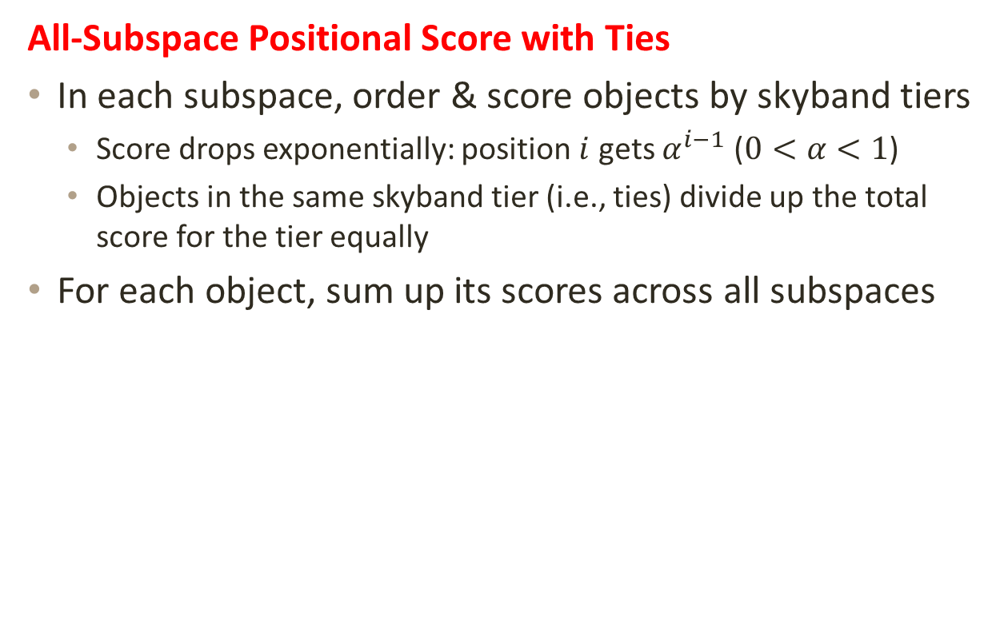 All-Subspace Positional Score with Ties
• In each subspace, order & score objects by skyband tiers
• Score drops exponentially: position 𝑖 gets 𝛼^{𝑖−1} (0 < 𝛼 < 1)
• Objects in the same skyband tier (i.e., ties) divide up the total
score for the tier equally
• For each object, sum up its scores across all subspaces